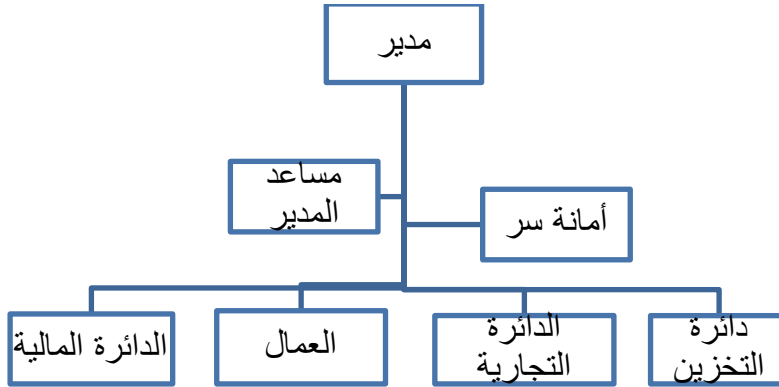 مدير
مساعد
المدير
أمانة سر
دائرة
التخزين
الدائرة
التجارية
العمال
الدائرة المالية